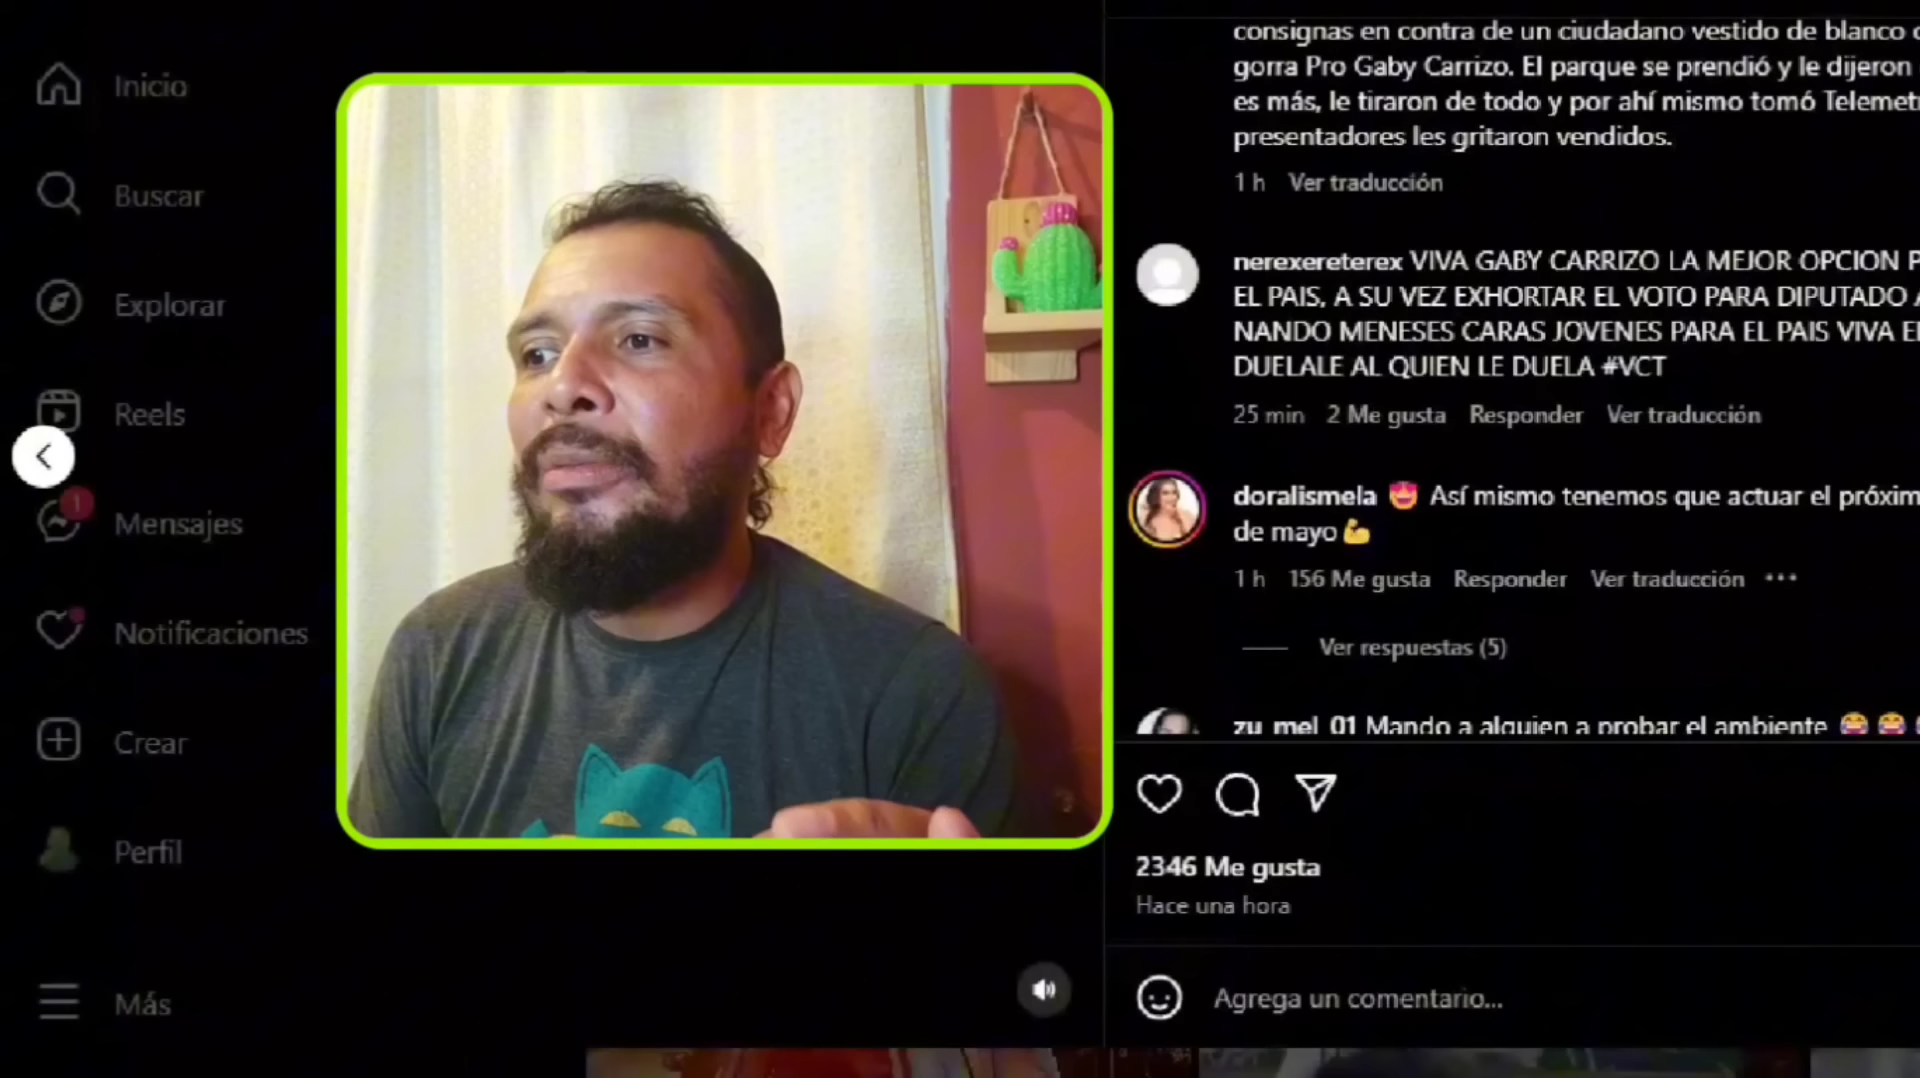 Inicio
Buscar
Explorar
Reels
1
Mensajes
Notificaciones
Crear
Perfil
Más
consignas en contra de un ciudadano vestido de blanco
gorra Pro Gaby Carrizo. El parque se prendió y le dijeron
es más, le tiraron de todo y por ahí mismo tomó Telemet
presentadores les gritaron vendidos.
1 h Ver traducción
nerexereterex VIVA GABY CARRIZO LA MEJOR OPCION P
EL PAIS, A SU VEZ EXHORTAR EL VOTO PARA DIPUTADO A
NANDO MENESES CARAS JOVENES PARA EL PAIS VIVA E
DUELALE AL QUIEN LE DUELA #VCT
25 min 2 Me gusta Responder Ver traducción
doralismela 😍 Así mismo tenemos que actuar el próxim
de mayo 💪
1 h 156 Me gusta Responder Ver traducción ···
Ver respuestas (5)
zu_mel_01 Mando a alguien a probar el ambiente 😂 😂
2346 Me gusta
Hace una hora
Agrega un comentario...